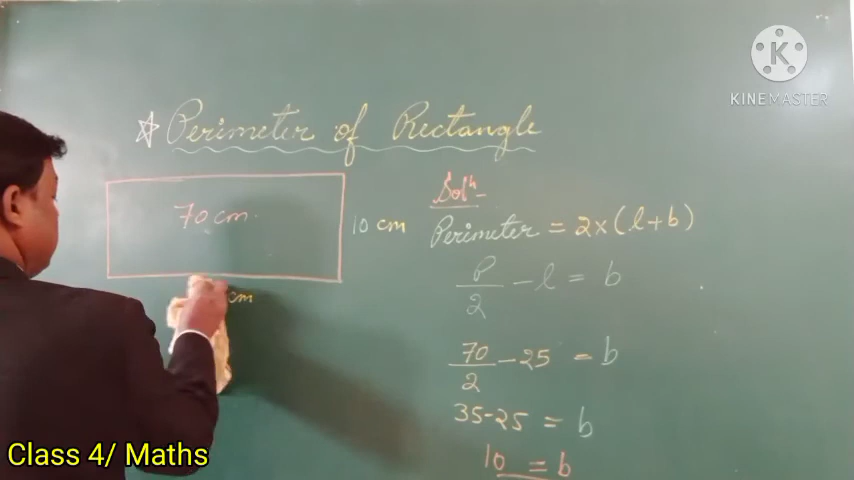 KINEMASTER
☆ Perimeter of Rectangle
70 cm.
10 cm
cm
Solⁿ-
Perimeter = 2×(l+b)
P/2 - l = b
70/2 - 25 = b
35-25 = b
10 = b
Class 4/ Maths